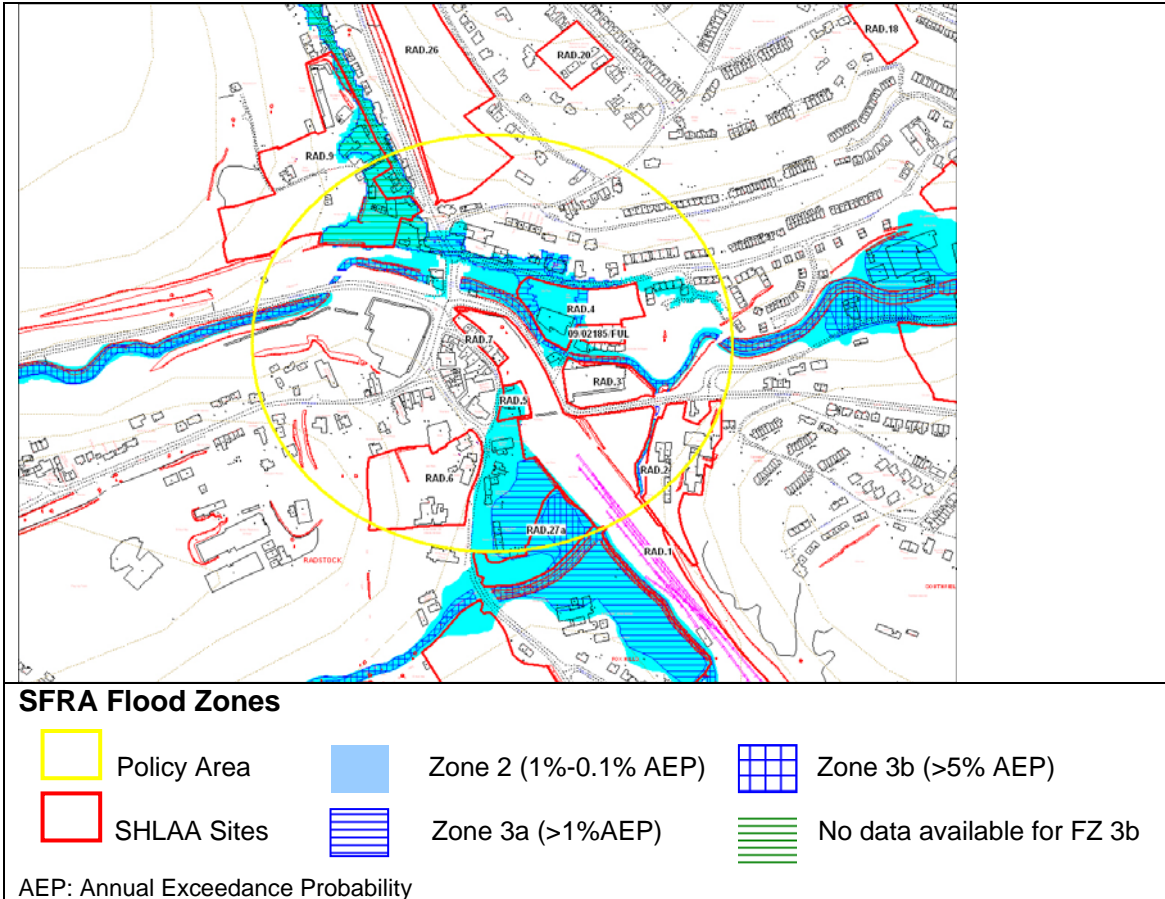 RAD.26
RAD.20
RAD.18
RAD.9
RAD.4
09/02185/FUL
RAD.7
RAD.3
RAD.5
RAD.6
RAD.2
RAD.27a
RAD.1
RADSTOCK
SFRA Flood Zones
Policy Area
Zone 2 (1%-0.1% AEP)
Zone 3b (>5% AEP)
SHLAA Sites
Zone 3a (>1%AEP)
No data available for FZ 3b
AEP: Annual Exceedance Probability